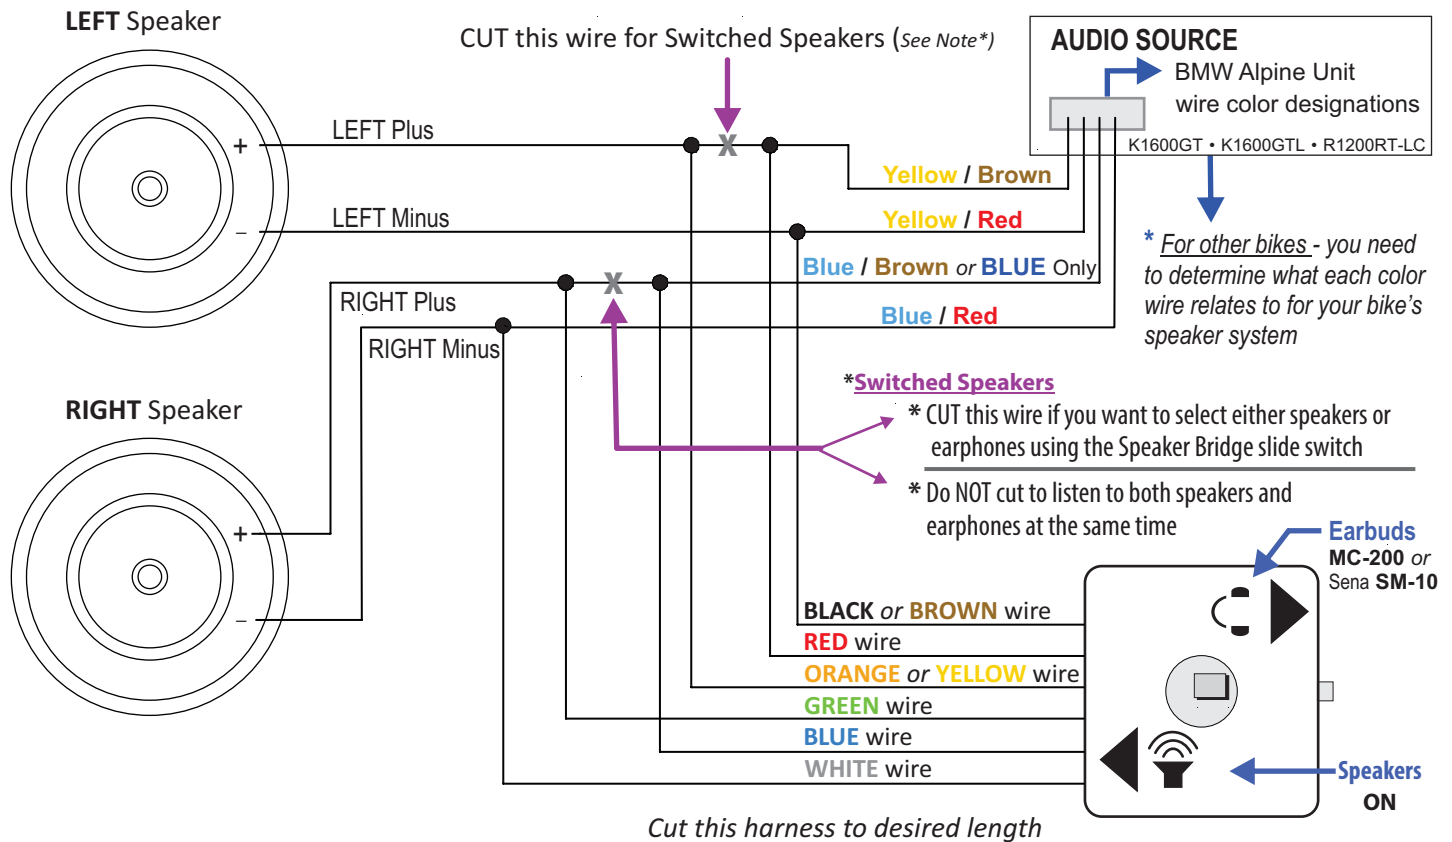 LEFT Speaker
CUT this wire for Switched Speakers (See Note*)
AUDIO SOURCE
BMW Alpine Unit
wire color designations
K1600GT • K1600GTL • R1200RT-LC
+
LEFT Plus
X
Yellow / Brown
–
LEFT Minus
Yellow / Red
* For other bikes - you need
to determine what each color
wire relates to for your bike's
speaker system
Blue / Brown or BLUE Only
X
RIGHT Plus
Blue / Red
RIGHT Minus
*Switched Speakers
* CUT this wire if you want to select either speakers or
earphones using the Speaker Bridge slide switch
* Do NOT cut to listen to both speakers and
earphones at the same time
RIGHT Speaker
+
–
Earbuds
MC-200 or
Sena SM-10
BLACK or BROWN wire
RED wire
ORANGE or YELLOW wire
GREEN wire
BLUE wire
WHITE wire
Speakers
ON
Cut this harness to desired length